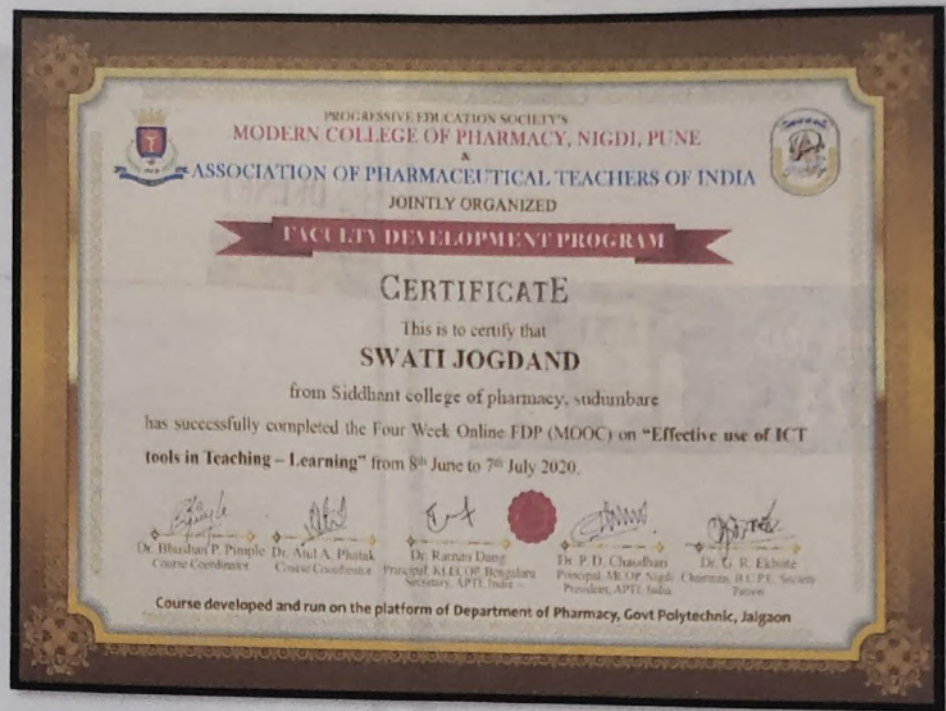 PROGRESSIVE EDUCATION SOCIETY'S
MODERN COLLEGE OF PHARMACY, NIGDI, PUNE
&
ASSOCIATION OF PHARMACEUTICAL TEACHERS OF INDIA
JOINTLY ORGANIZED
FACULTY DEVELOPMENT PROGRAM
CERTIFICATE
This is to certify that
SWATI JOGDAND
from Siddhant college of pharmacy, sudumbare
has successfully completed the Four Week Online FDP (MOOC) on "Effective use of ICT
tools in Teaching – Learning" from 8th June to 7th July 2020.
Dr. Bhushan P. Pimple Dr. Atul A. Phatak Dr. Raman Dang Dr P.D. Chaudhari Dr. G. R. Ekbote
Course Coordinator Course Coordinator Principal, KLECOP, Bengaluru Principal MCOP Nigdi Chairman, Society
Secretary, APTI, India President, APTI, India Patron
Course developed and run on the platform of Department of Pharmacy, Govt Polytechnic, Jalgaon